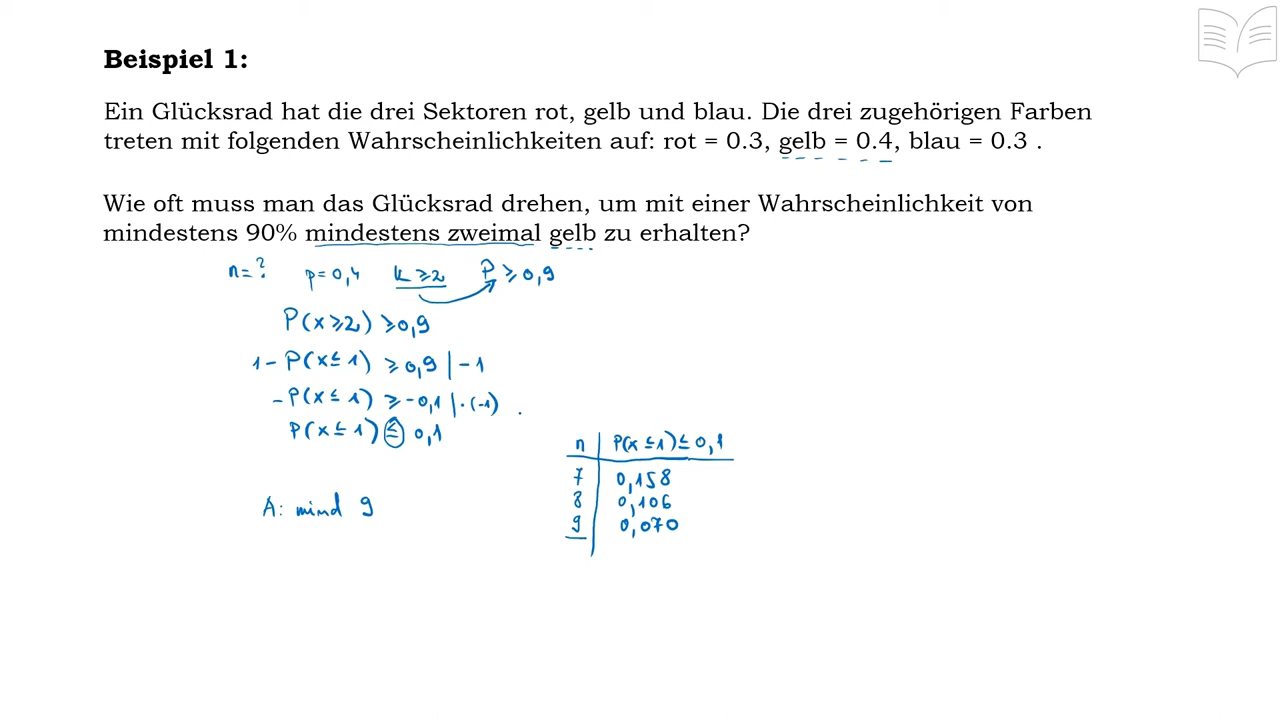 Beispiel 1:
Ein Glücksrad hat die drei Sektoren rot, gelb und blau. Die drei zugehörigen Farben
treten mit folgenden Wahrscheinlichkeiten auf: rot = 0.3, gelb = 0.4, blau = 0.3 .
Wie oft muss man das Glücksrad drehen, um mit einer Wahrscheinlichkeit von
mindestens 90% mindestens zweimal gelb zu erhalten?
n=? p=0,4 k≥2 P≥0,9
P(x≥2)≥0,9
1-P(x≤1)≥0,9 |-1
-P(x≤1)≥-0,1 |·(-1)
P(x≤1)≤0,1
n | P(x≤1)≤0,1
7 | 0,158
8 | 0,106
9 | 0,070
A: mind 9